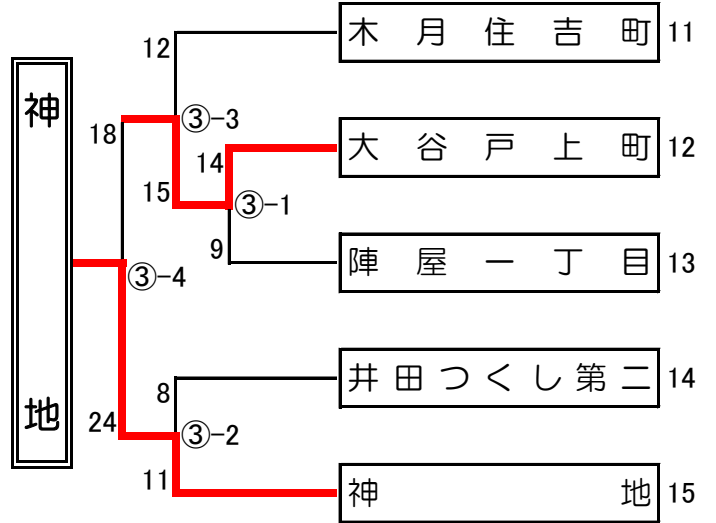 神地
12
木月住吉町 11
18
③-3
14
大谷戸上町 12
15
③-1
9
陣屋一丁目 13
③-4
8
井田つくし第二 14
24
③-2
11
神地 15